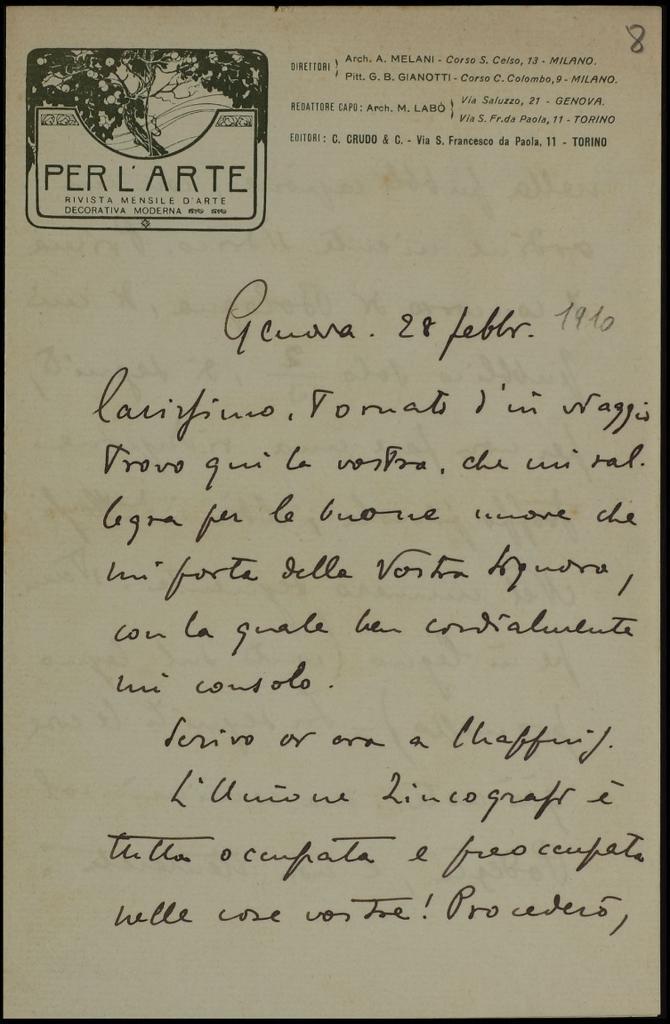 8
PER L'ARTE
RIVISTA MENSILE D'ARTE
DECORATIVA MODERNA
DIRETTORI } Arch. A. MELANI - Corso S. Celso, 13 - MILANO.
Pitt. G. B. GIANOTTI - Corso C. Colombo, 9 - MILANO.
REDATTORE CAPO: Arch. M. LABÒ } Via Saluzzo, 21 - GENOVA.
Via S. Fr. da Paola, 11 - TORINO
EDITORI: C. CRUDO & C. - Via S. Francesco da Paola, 11 - TORINO
Genova. 28 febbr. 1910
Carissimo, Tornato d'un viaggio
trovo qui la vostra, che mi ral-
legra per le buone nuove che
mi porta della Vostra Signora,
con la quale ben cordialmente
mi consolo.
Scrivo or ora a
L'Unione Zincografi è
tutta occupata e preoccupata
nelle cose vostre! Procederò,